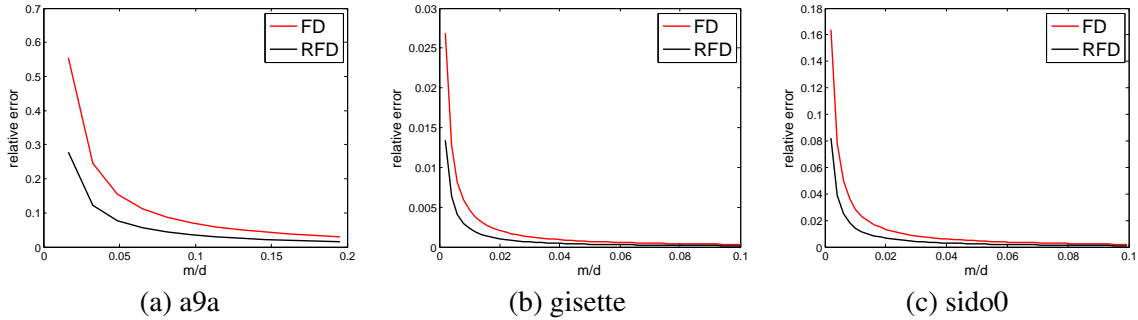 0.7
0.6
0.5
0.4
0.3
0.2
0.1
0
relative error
0 0.05 0.1 0.15 0.2
m/d
FD
RFD
(a) a9a
0.03
0.025
0.02
0.015
0.01
0.005
0
relative error
0 0.02 0.04 0.06 0.08 0.1
m/d
FD
RFD
(b) gisette
0.18
0.16
0.14
0.12
0.1
0.08
0.06
0.04
0.02
0
relative error
0 0.02 0.04 0.06 0.08 0.1
m/d
FD
RFD
(c) sido0